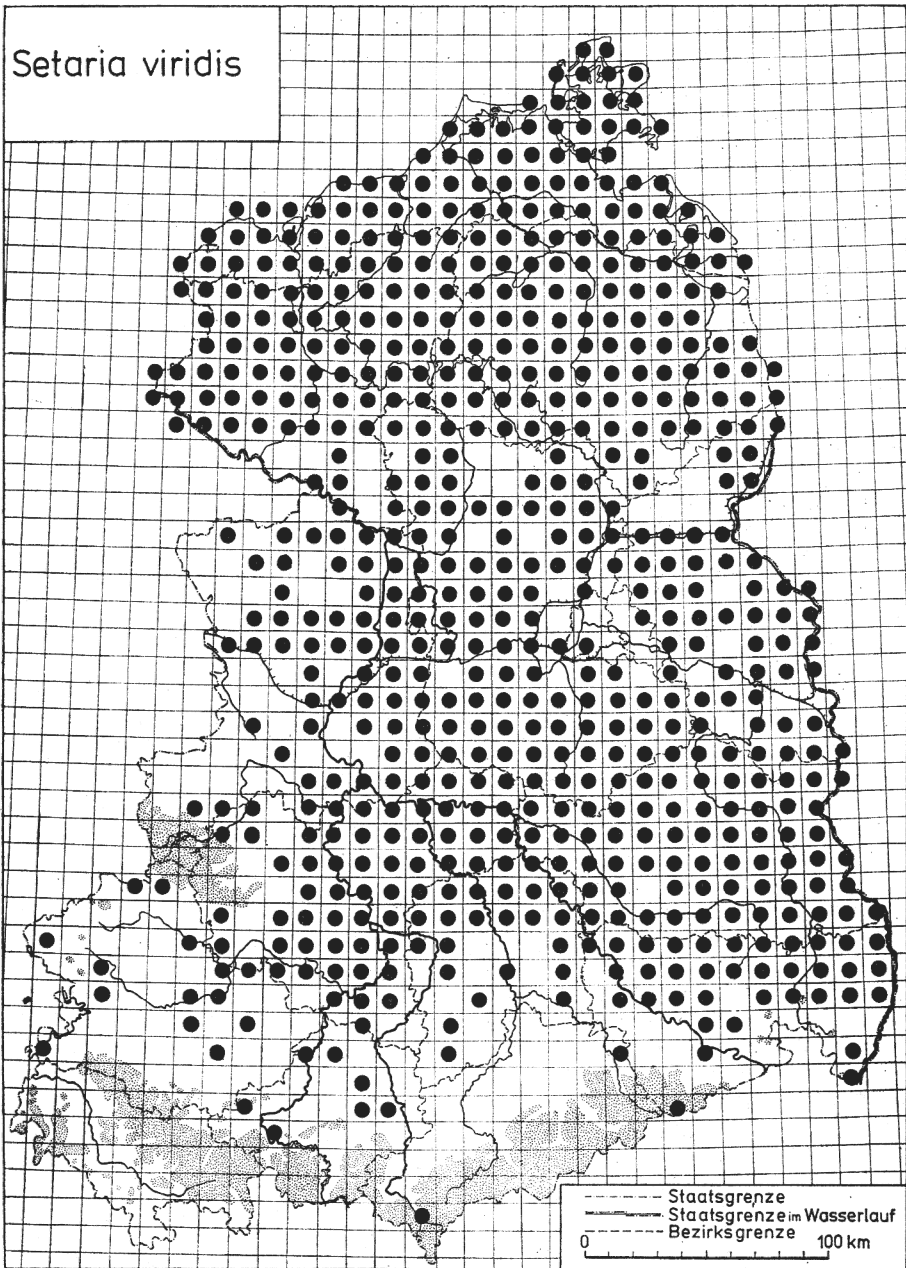 Setaria viridis
Staatsgrenze
Staatsgrenze im Wasserlauf
Bezirksgrenze
0 100 km